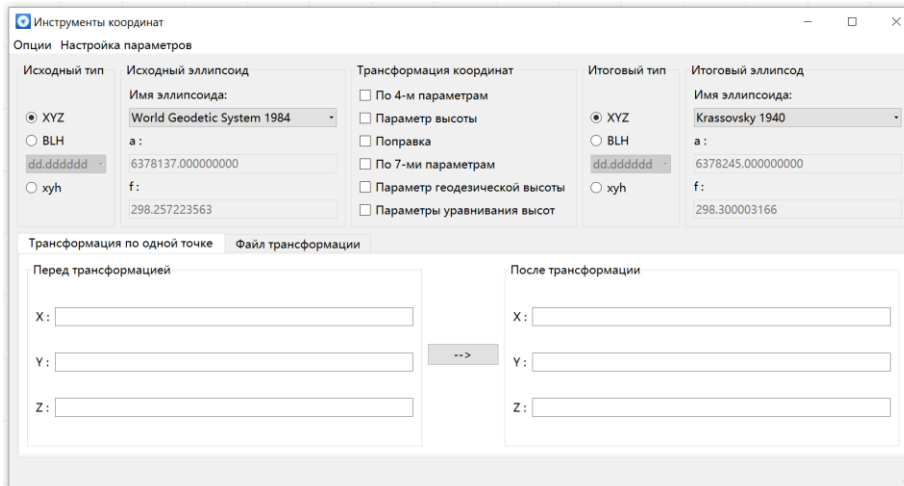 Инструменты координат
Опции Настройка параметров
Исходный тип
XYZ
BLH
dd.dddddd
xyh
Исходный эллипсоид
Имя эллипсоида:
World Geodetic System 1984
a :
6378137.000000000
f :
298.257223563
Трансформация координат
По 4-м параметрам
Параметр высоты
Поправка
По 7-ми параметрам
Параметр геодезической высоты
Параметры уравнивания высот
Итоговый тип
XYZ
BLH
dd.dddddd
xyh
Итоговый эллипсод
Имя эллипсоида:
Krassovsky 1940
a :
6378245.000000000
f :
298.300003166
Трансформация по одной точке
Файл трансформации
Перед трансформацией
X :
Y :
Z :
-->
После трансформации
X :
Y :
Z :